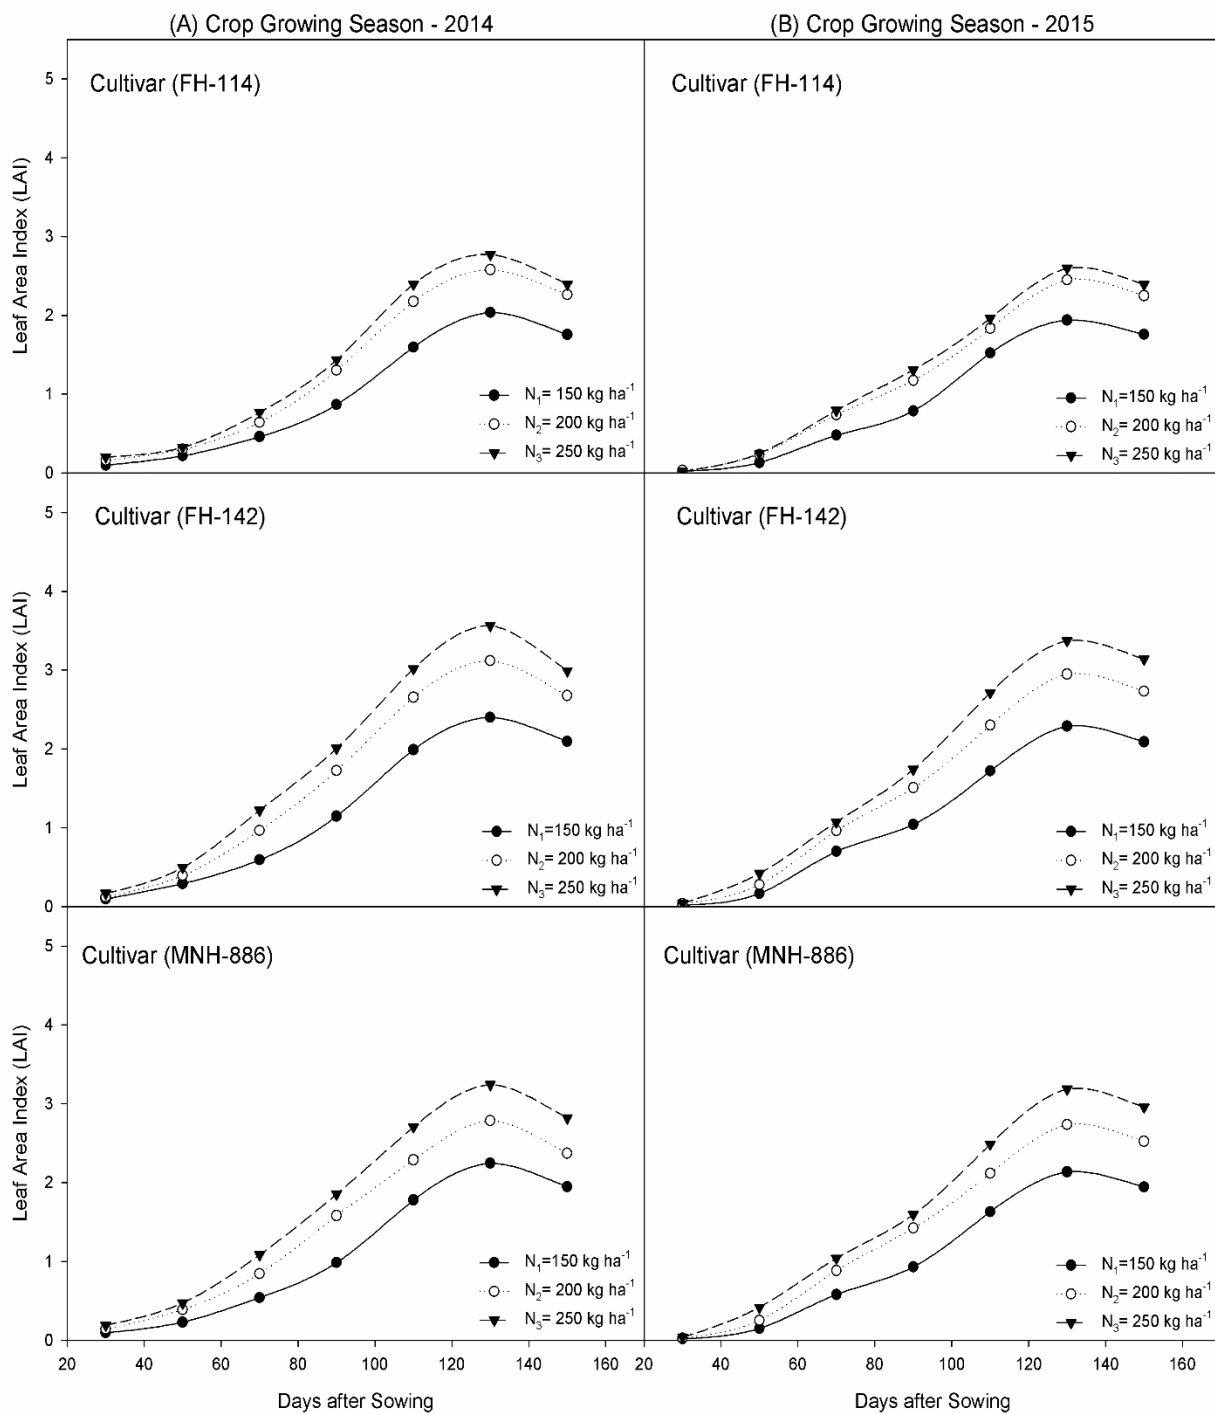 (A) Crop Growing Season - 2014
(B) Crop Growing Season - 2015
Cultivar (FH-114)
Leaf Area Index (LAI)
5
4
3
2
1
0
N₁= 150 kg ha⁻¹
N₂= 200 kg ha⁻¹
N₃= 250 kg ha⁻¹
Cultivar (FH-114)
N₁=150 kg ha⁻¹
N₂= 200 kg ha⁻¹
N₃= 250 kg ha⁻¹
Cultivar (FH-142)
Leaf Area Index (LAI)
5
4
3
2
1
0
N₁=150 kg ha⁻¹
N₂= 200 kg ha⁻¹
N₃= 250 kg ha⁻¹
Cultivar (FH-142)
N₁=150 kg ha⁻¹
N₂= 200 kg ha⁻¹
N₃= 250 kg ha⁻¹
Cultivar (MNH-886)
Leaf Area Index (LAI)
5
4
3
2
1
0
N₁=150 kg ha⁻¹
N₂= 200 kg ha⁻¹
N₃= 250 kg ha⁻¹
Cultivar (MNH-886)
N₁=150 kg ha⁻¹
N₂= 200 kg ha⁻¹
N₃= 250 kg ha⁻¹
20 40 60 80 100 120 140 160
20 40 60 80 100 120 140 160
Days after Sowing
Days after Sowing